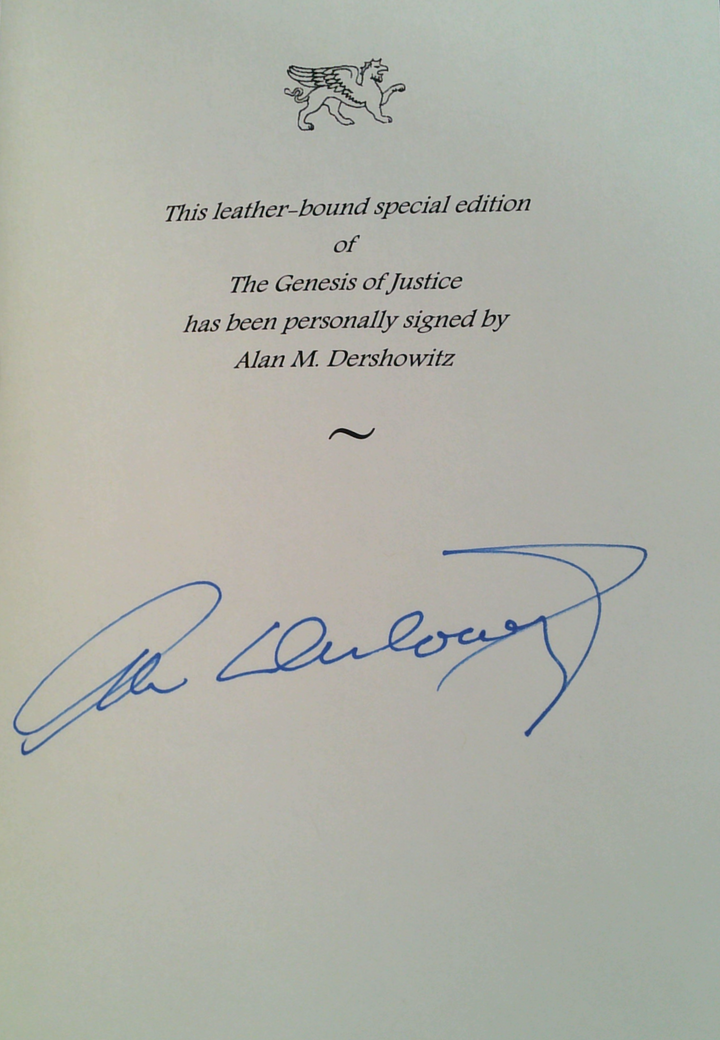 This leather-bound special edition
of
The Genesis of Justice
has been personally signed by
Alan M. Dershowitz
~